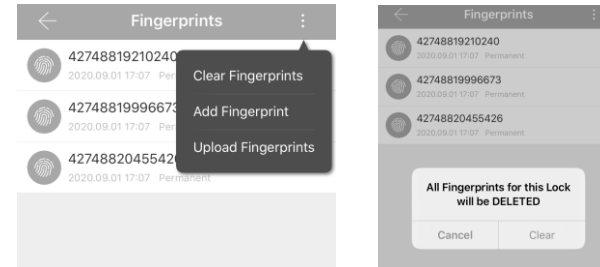 Fingerprints
42748819210240
2020.09.01 17:07 Per
42748819996673
2020.09.01 17:07 Per
4274882045542
2020.09.01 17:07 Permanent
Clear Fingerprints
Add Fingerprint
Upload Fingerprints
Fingerprints
42748819210240
2020.09.01 17:07 Permanent
42748819996673
2020.09.01 17:07 Permanent
42748820455426
2020.09.01 17:07 Permanent
All Fingerprints for this Lock
will be DELETED
Cancel Clear